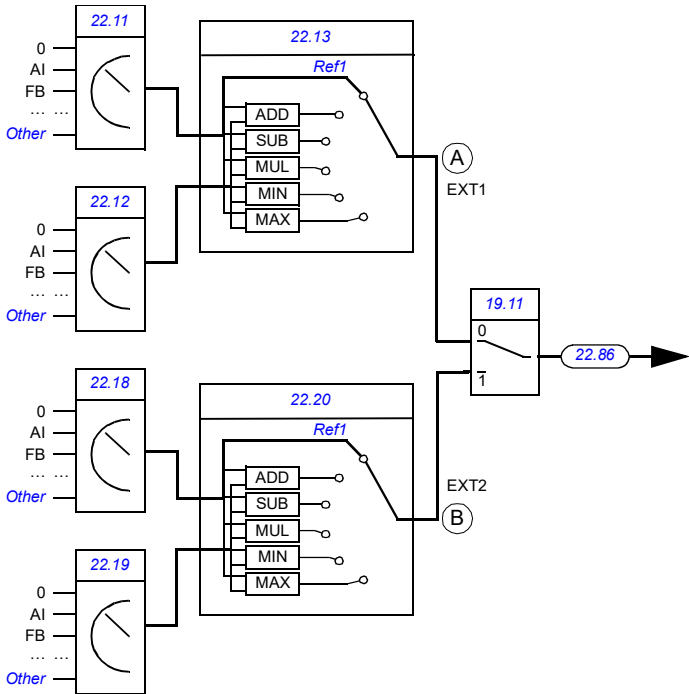 22.11
0
AI
FB
... ...
Other
22.12
0
AI
FB
... ...
Other
22.13
Ref1
ADD
SUB
MUL
MIN
MAX
A
EXT1
19.11
0
1
22.86
22.18
0
AI
FB
... ...
Other
22.19
0
AI
FB
... ...
Other
22.20
Ref1
ADD
SUB
MUL
MIN
MAX
EXT2
B